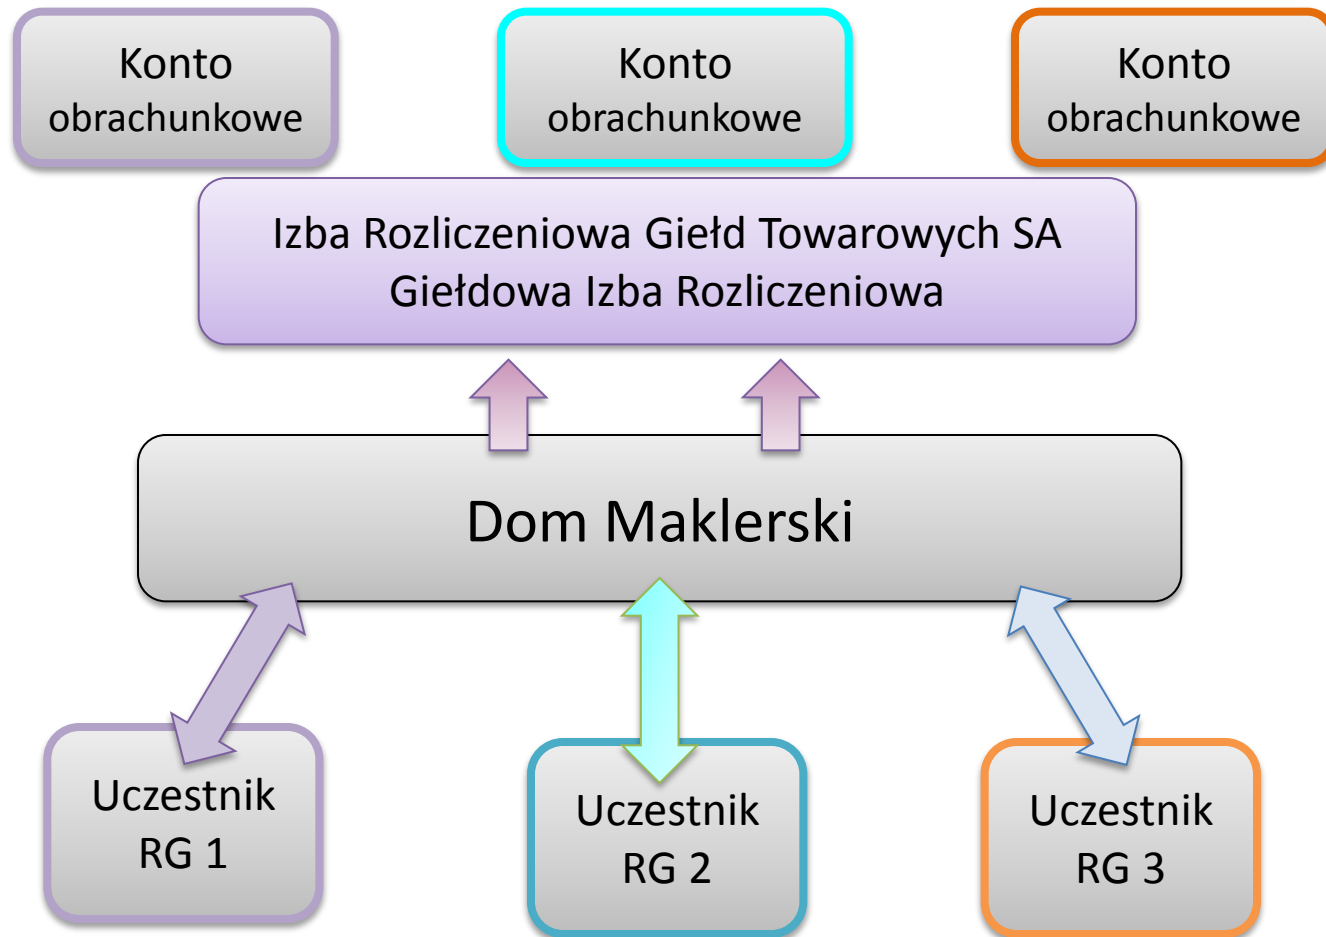 Konto
obrachunkowe
Konto
obrachunkowe
Konto
obrachunkowe
Izba Rozliczeniowa Giełd Towarowych SA
Giełdowa Izba Rozliczeniowa
Dom Maklerski
Uczestnik
RG 1
Uczestnik
RG 2
Uczestnik
RG 3